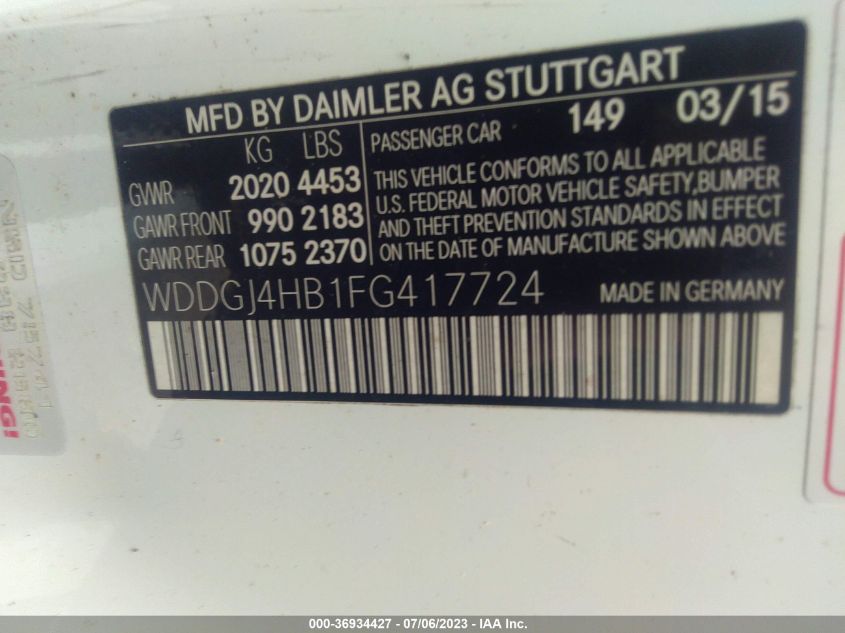 MFD BY DAIMLER AG STUTTGART
KG LBS PASSENGER CAR 149 03/15
GVWR 2020 4453
GAWR FRONT 990 2183
GAWR REAR 1075 2370
THIS VEHICLE CONFORMS TO ALL APPLICABLE
U.S. FEDERAL MOTOR VEHICLE SAFETY,BUMPER
AND THEFT PREVENTION STANDARDS IN EFFECT
ON THE DATE OF MANUFACTURE SHOWN ABOVE
WDDGJ4HB1FG417724 MADE IN GERMANY
000-36934427 - 07/06/2023 - IAA Inc.